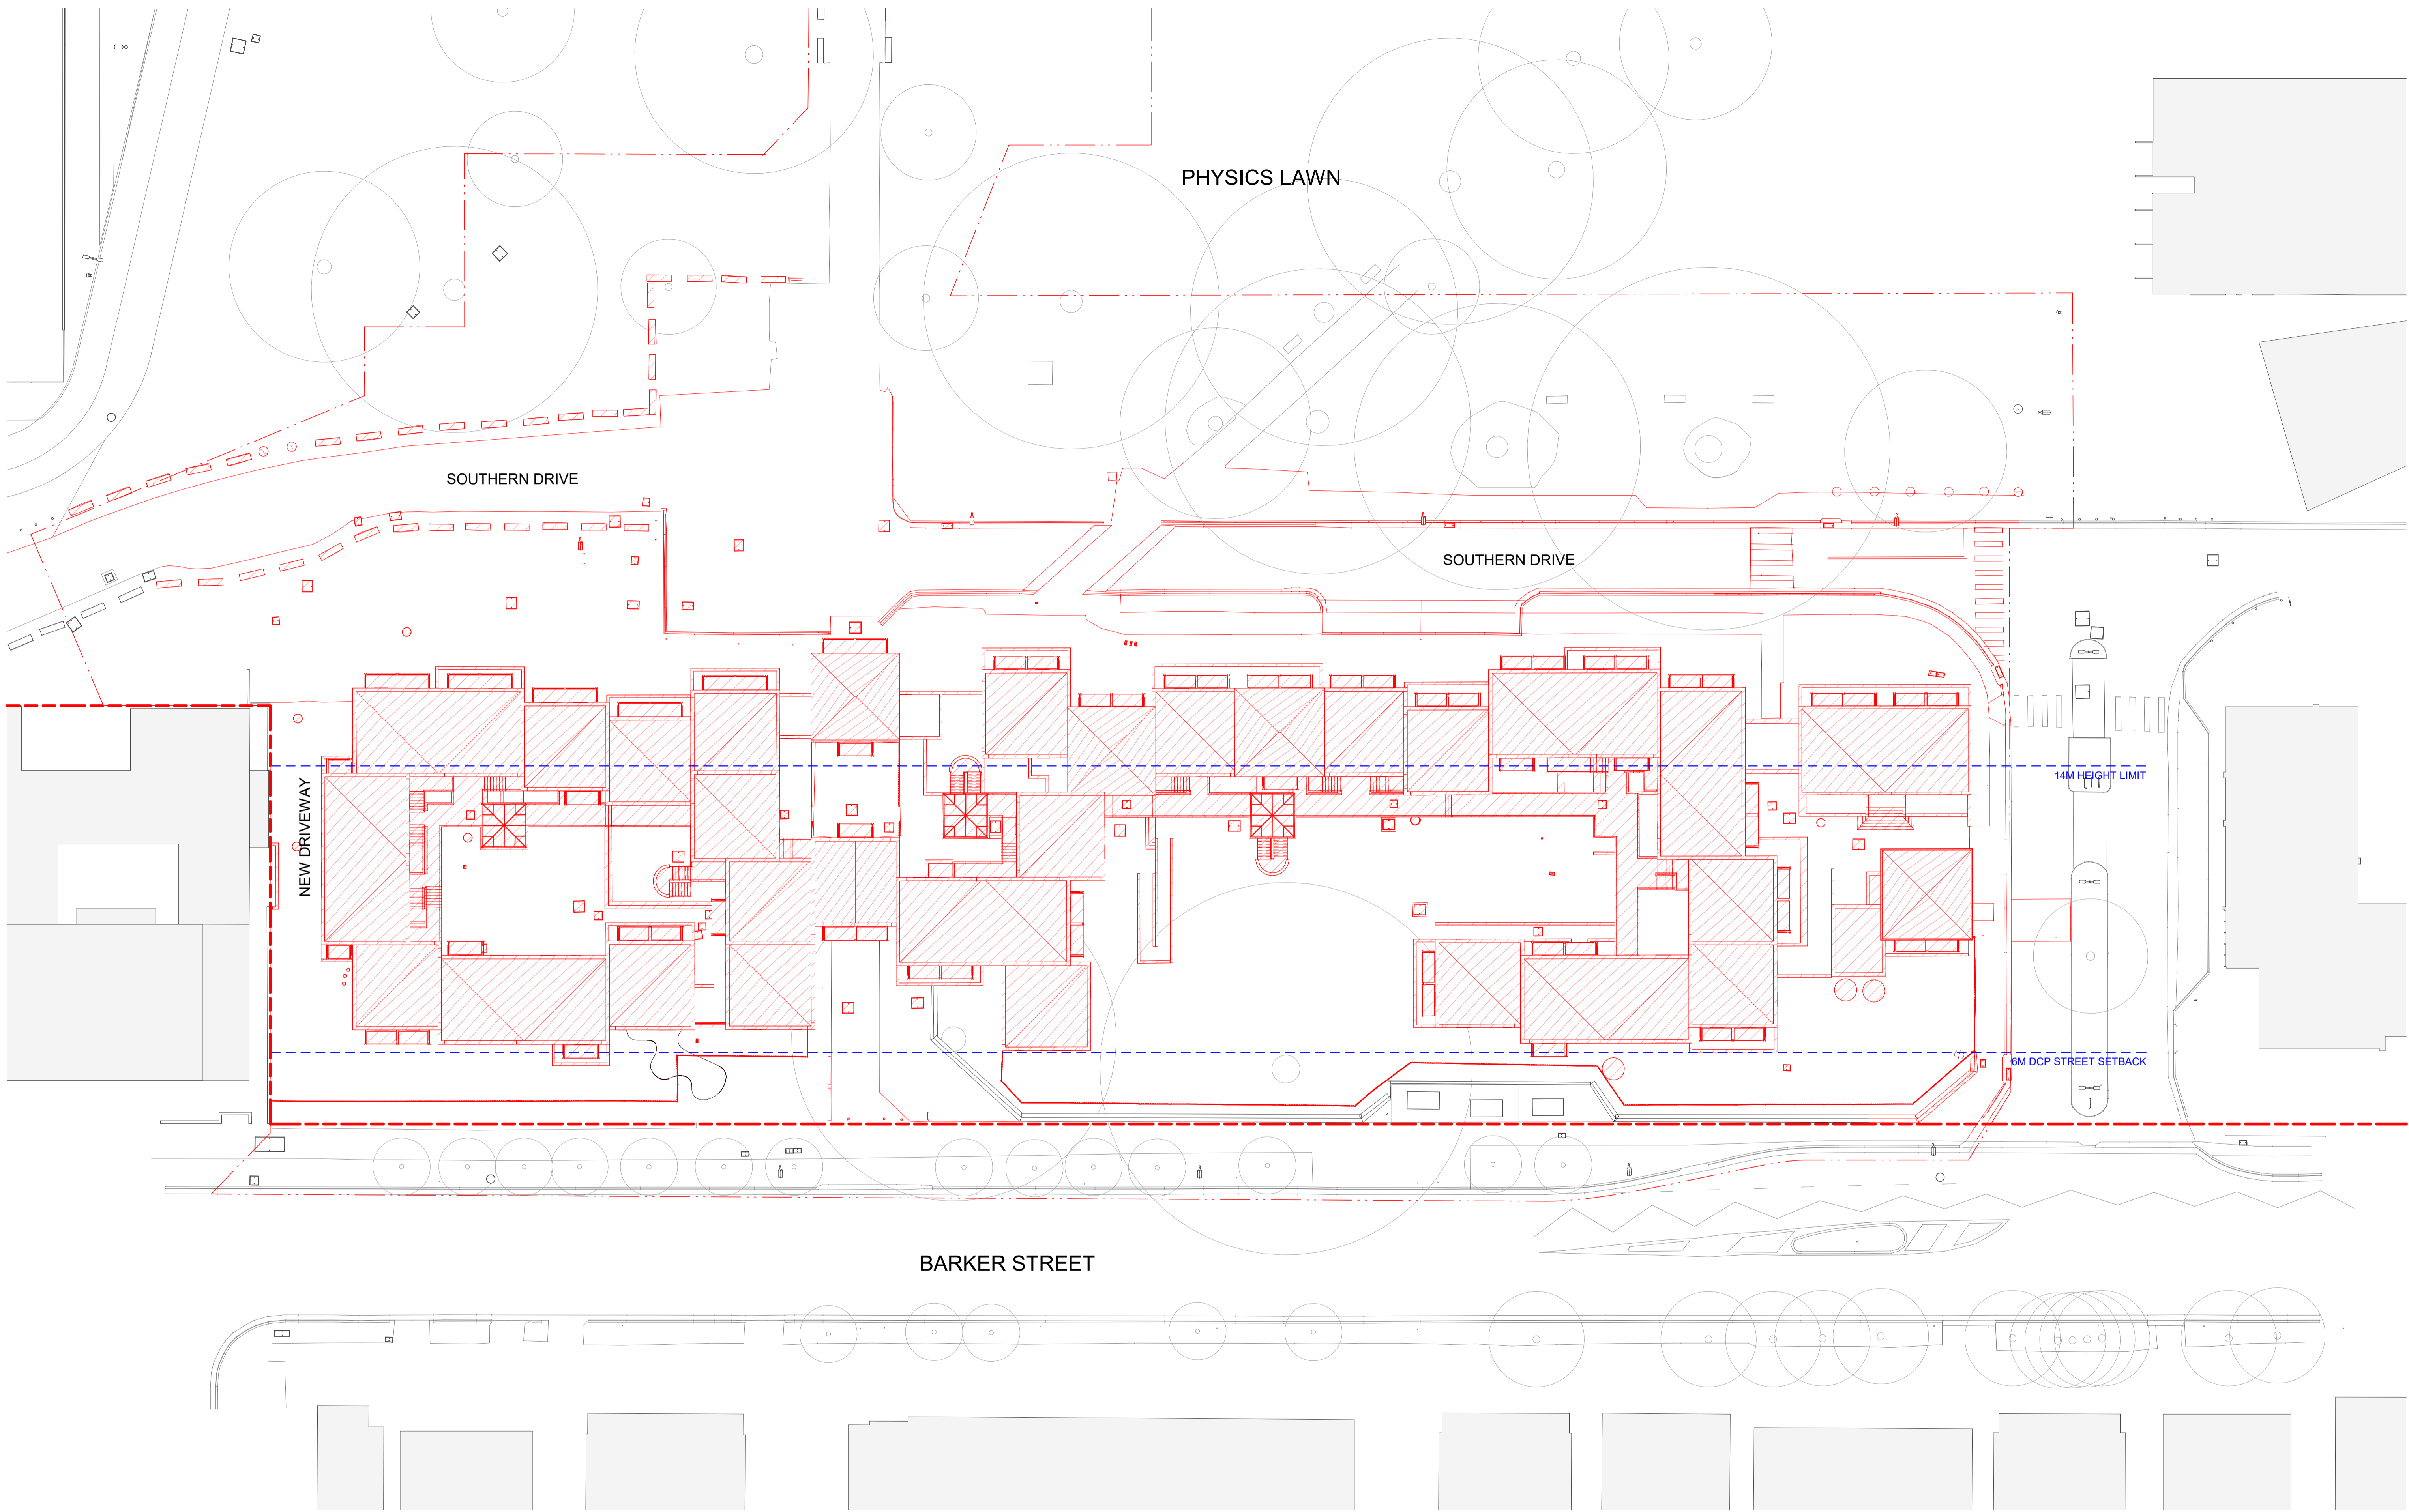 PHYSICS LAWN
SOUTHERN DRIVE
SOUTHERN DRIVE
14M HEIGHT LIMIT
NEW DRIVEWAY
6M DCP STREET SETBACK
BARKER STREET